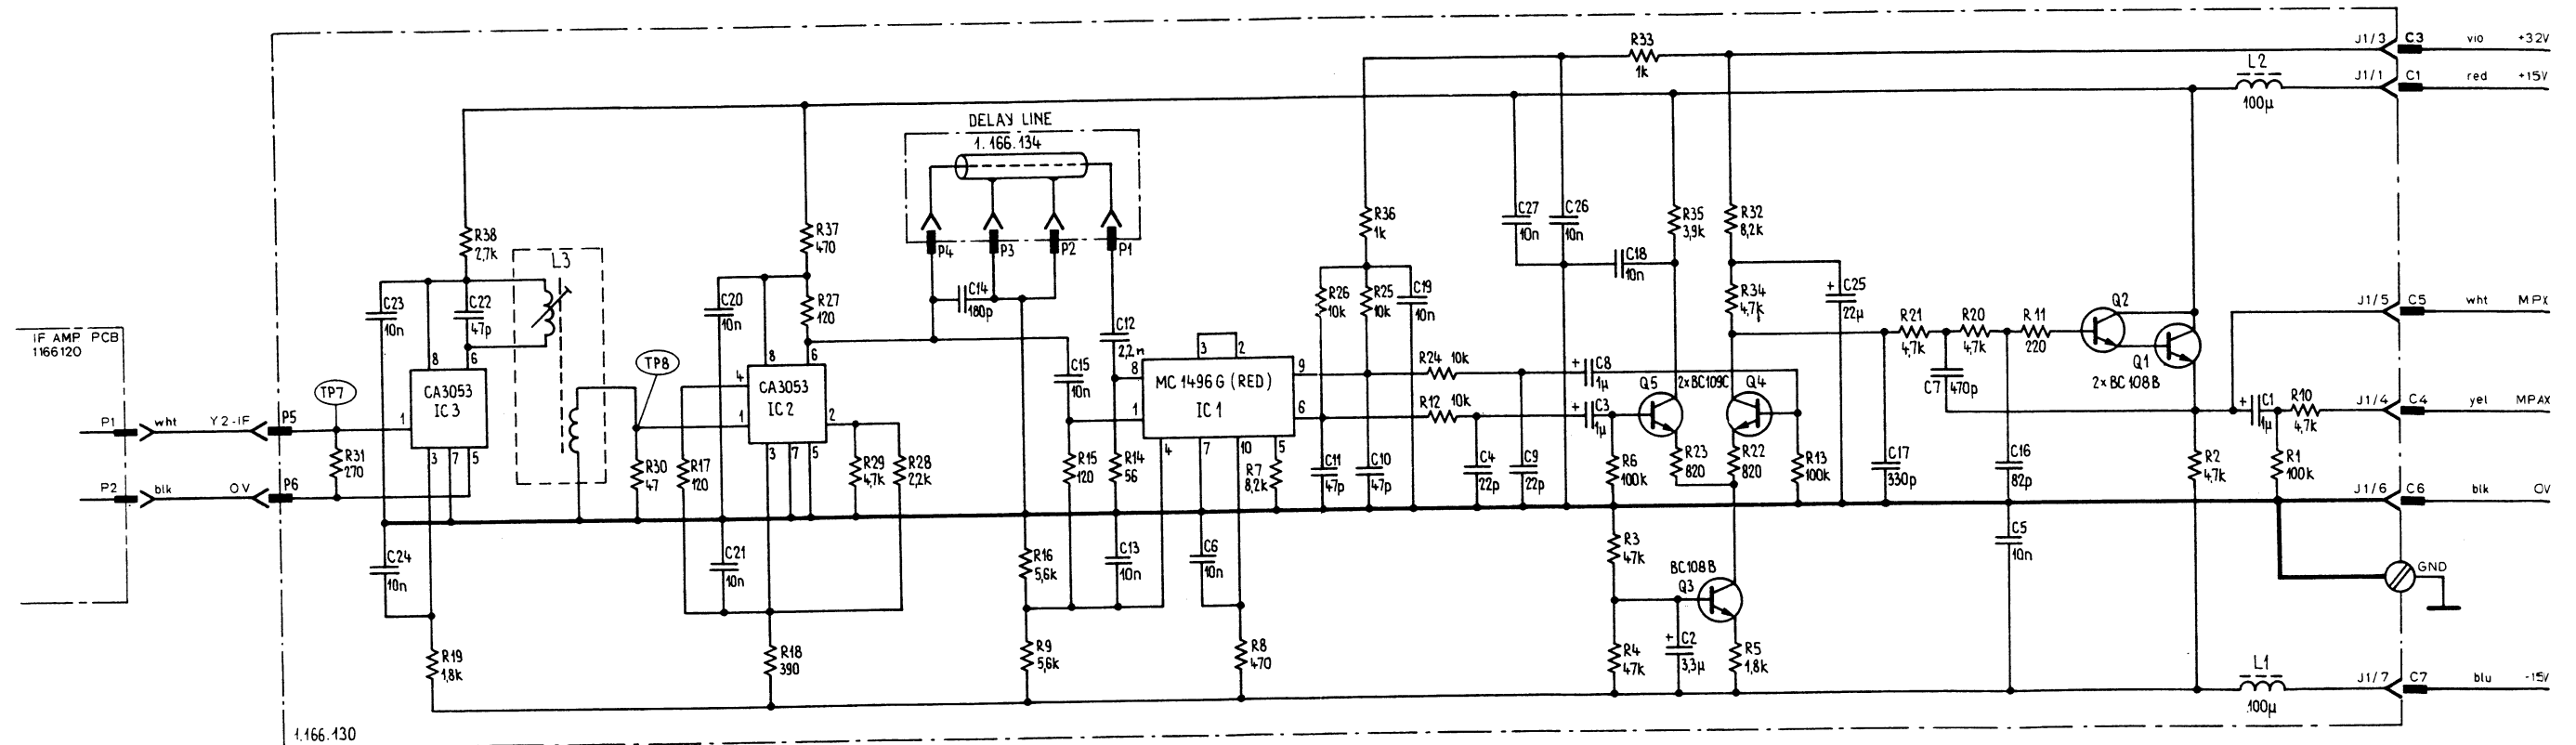 IF AMP PCB
1166120
P1
wht
Y2-IF
P5
P2
blk
OV
P6
TP7
R31
270
R38
2,7k
L3
C23
10n
C22
47p
8
6
CA3053
IC3
1
3
7
5
C24
10n
R19
1,8k
TP8
R30
47
R17
120
R37
470
C20
10n
R27
120
8
6
4
CA3053
IC2
1
2
3
7
5
R29
4,7k
R28
2,2k
C21
10n
R18
390
DELAY LINE
1.166.134
P4
P3
P2
P1
C14
180p
C12
2,2n
C15
10n
R15
120
R14
56
R16
5,6k
C13
10n
R9
5,6k
3
2
8
9
MC 1496 G (RED)
1
IC 1
6
4
7
10
5
R7
8,2k
C6
10n
R8
470
R33
1k
R36
1k
R26
10k
R25
10k
C19
10n
R24 10k
R12 10k
C11
47p
C10
47p
C4
22p
C9
22p
C27
10n
C26
10n
C18
10n
R35
3,9k
R32
8,2k
R34
4,7k
C25
+
22µ
+
C8
1µ
+
C3
1µ
Q5
2xBC109C
Q4
R6
100k
R23
820
R22
820
R13
100k
R3
47k
BC108B
Q3
R4
47k
+
C2
3,3µ
R5
1,8k
R21
4,7k
R20
4,7k
R11
220
C7
470p
C17
330p
C16
82p
C5
10n
Q2
Q1
2xBC108B
R2
4,7k
+
C1
1µ
R10
4,7k
R1
100k
L2
100µ
L1
100µ
J1/3
C3
vio
+32V
J1/1
C1
red
+15V
J1/5
C5
wht
MPX
J1/4
C4
yel
MPAX
J1/6
C6
blk
OV
GND
J1/7
C7
blu
-15V
1.166.130